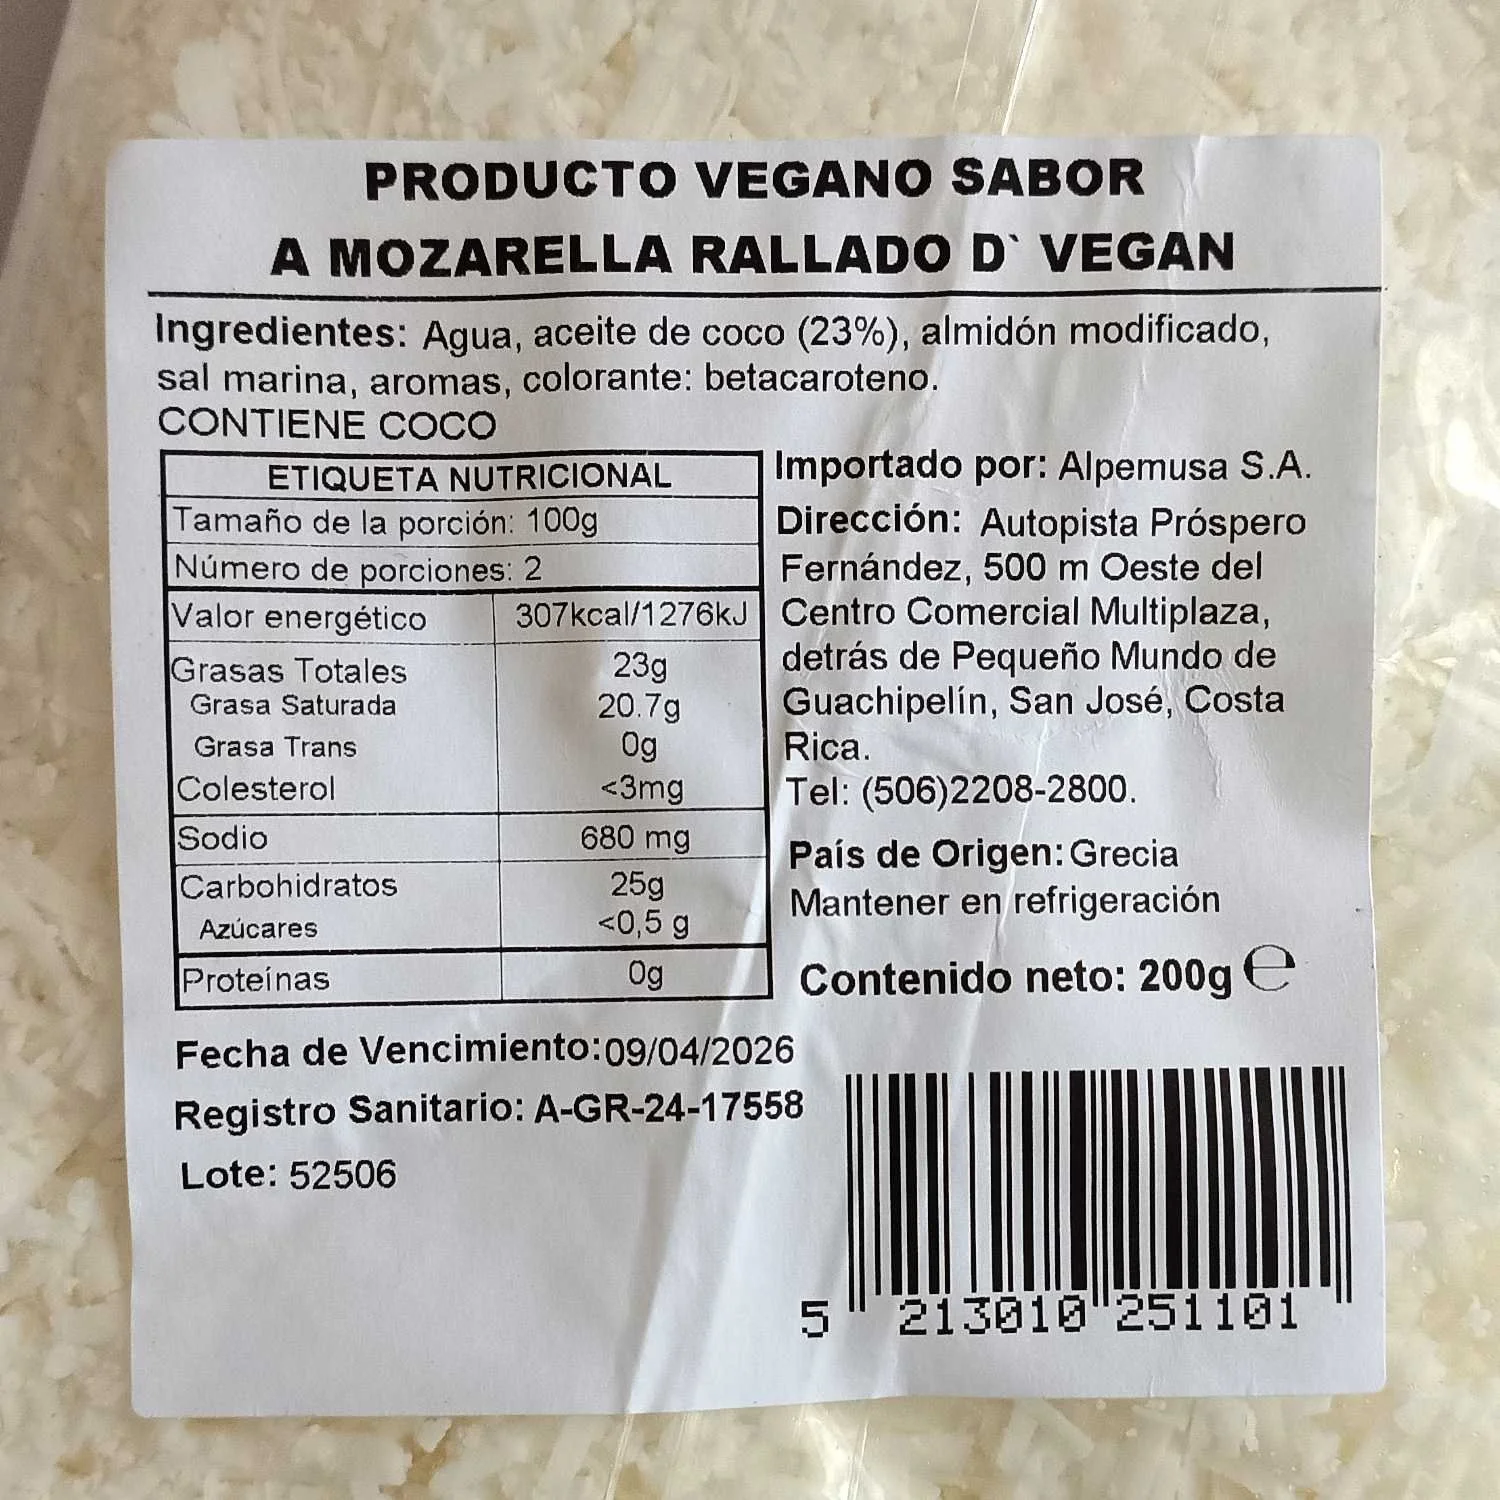 PRODUCTO VEGANO SABOR
A MOZARELLA RALLADO D` VEGAN
Ingredientes: Agua, aceite de coco (23%), almidón modificado,
sal marina, aromas, colorante: betacaroteno.
CONTIENE COCO
ETIQUETA NUTRICIONAL
Tamaño de la porción: 100g
Número de porciones: 2
Valor energético 307kcal/1276kJ
Grasas Totales 23g
Grasa Saturada 20.7g
Grasa Trans 0g
Colesterol <3mg
Sodio 680 mg
Carbohidratos 25g
Azúcares <0,5 g
Proteínas 0g
Importado por: Alpemusa S.A.
Dirección: Autopista Próspero
Fernández, 500 m Oeste del
Centro Comercial Multiplaza,
detrás de Pequeño Mundo de
Guachipelín, San José, Costa
Rica.
Tel: (506)2208-2800.
País de Origen: Grecia
Mantener en refrigeración
Contenido neto: 200g ℮
Fecha de Vencimiento:09/04/2026
Registro Sanitario: A-GR-24-17558
Lote: 52506
5 213010 251101